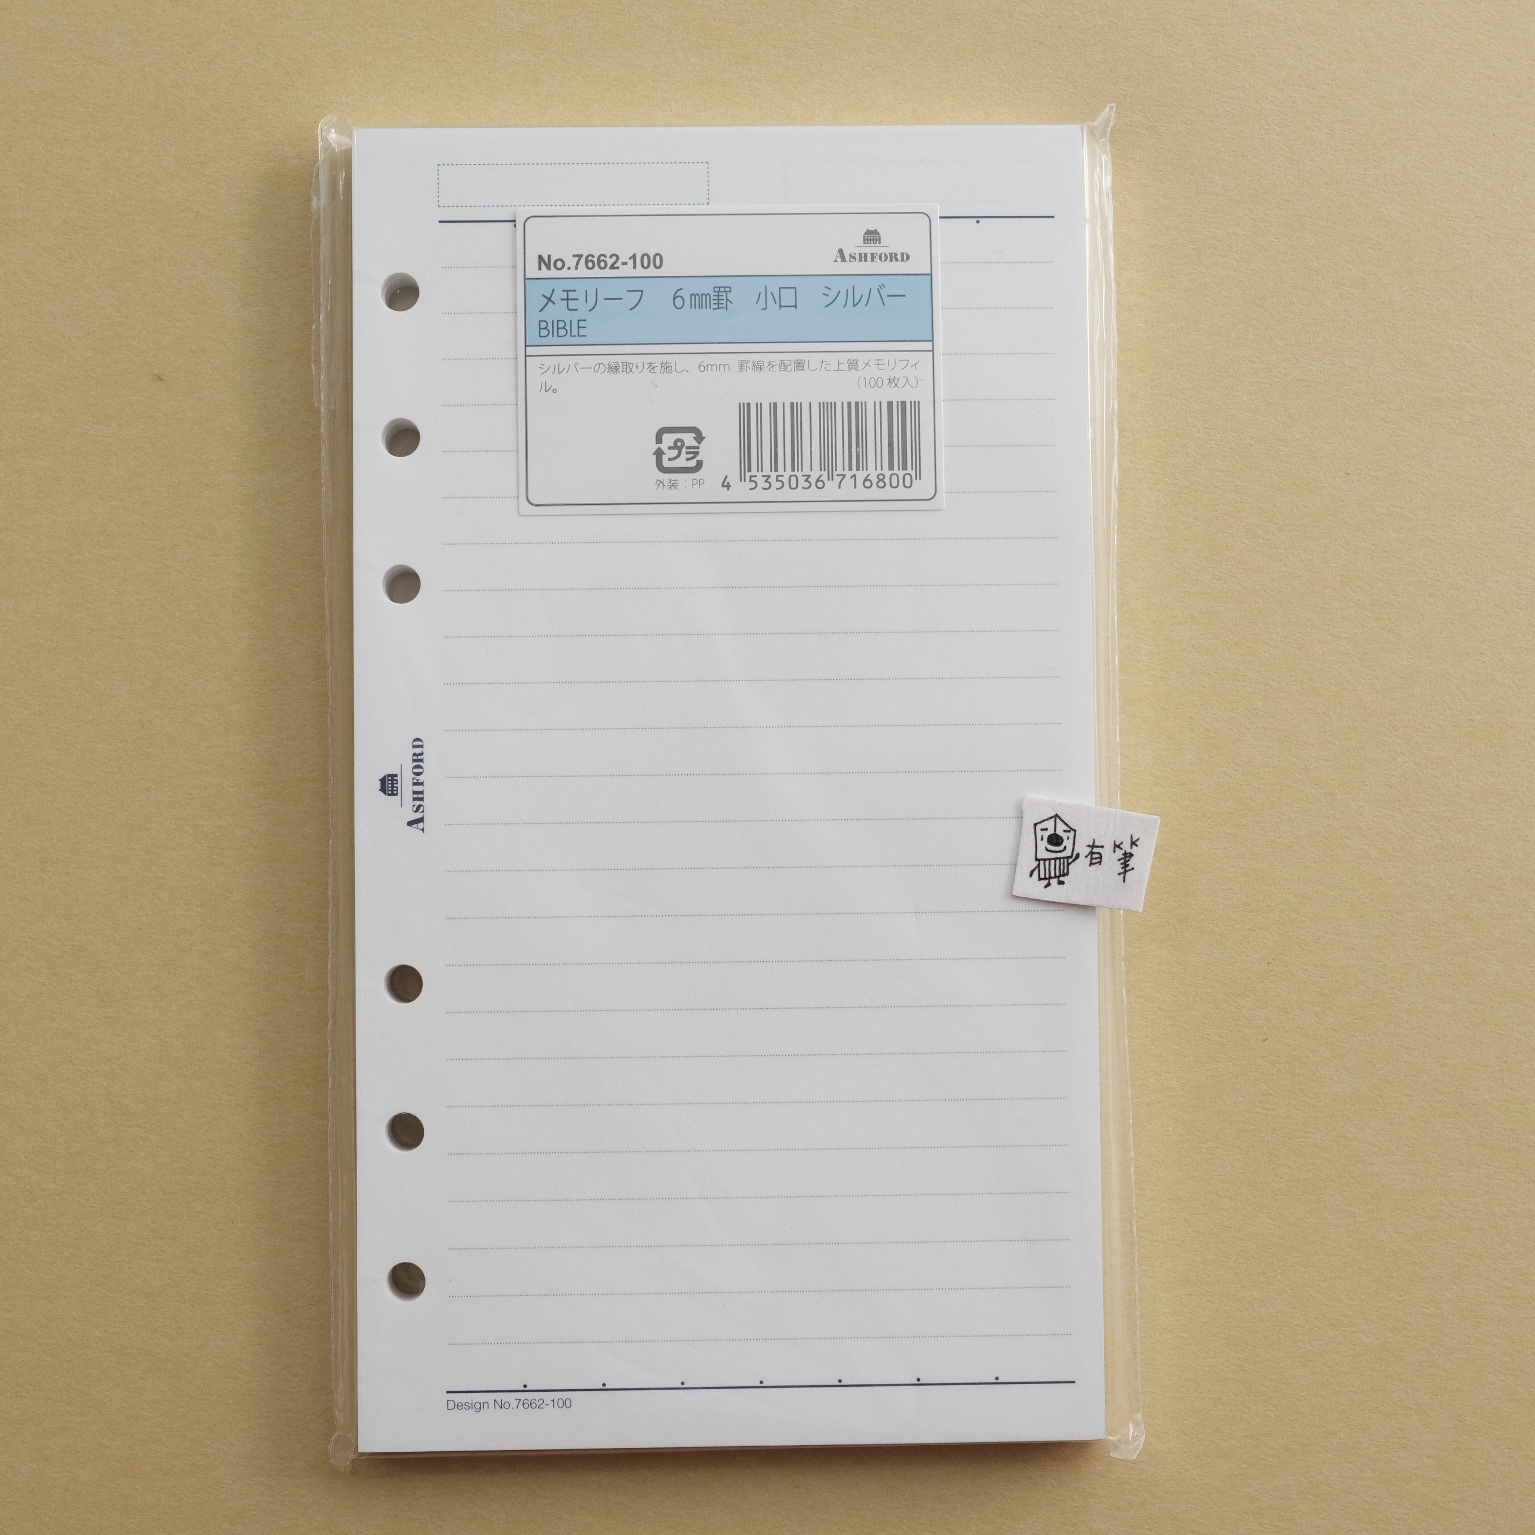 No.7662-100
ASHFORD
メモリーフ　6㎜罫　小口　シルバー
BIBLE
シルバーの縁取りを施し、6mm 罫線を配置した上質メモリフィ
ル。
（100 枚入）
プラ
外装：PP
4 535036 716800
ASHFORD
有筆
KK
Design No.7662-100